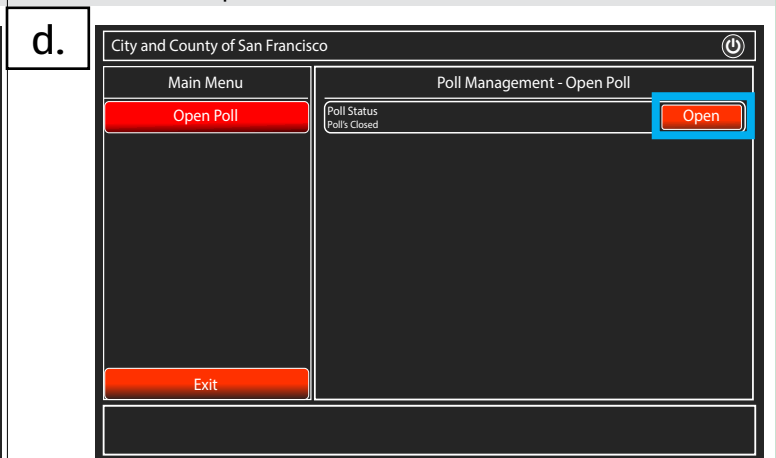 d.
City and County of San Francisco
Main Menu
Poll Management - Open Poll
Open Poll
Poll Status
Poll's Closed
Open
Exit